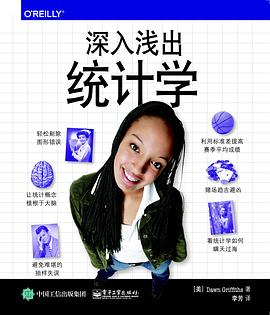 O'REILLY®
深入浅出
统计学
轻松剔除
图形错误
利用标准差提高
赛季平均成绩
让统计概念
植根于大脑
赌场趋吉避凶
看统计学如何
瞒天过海
避免难堪的
抽样失误
[美] Dawn Griffiths 著
李芳 译
中国工信出版集团
电子工业出版社